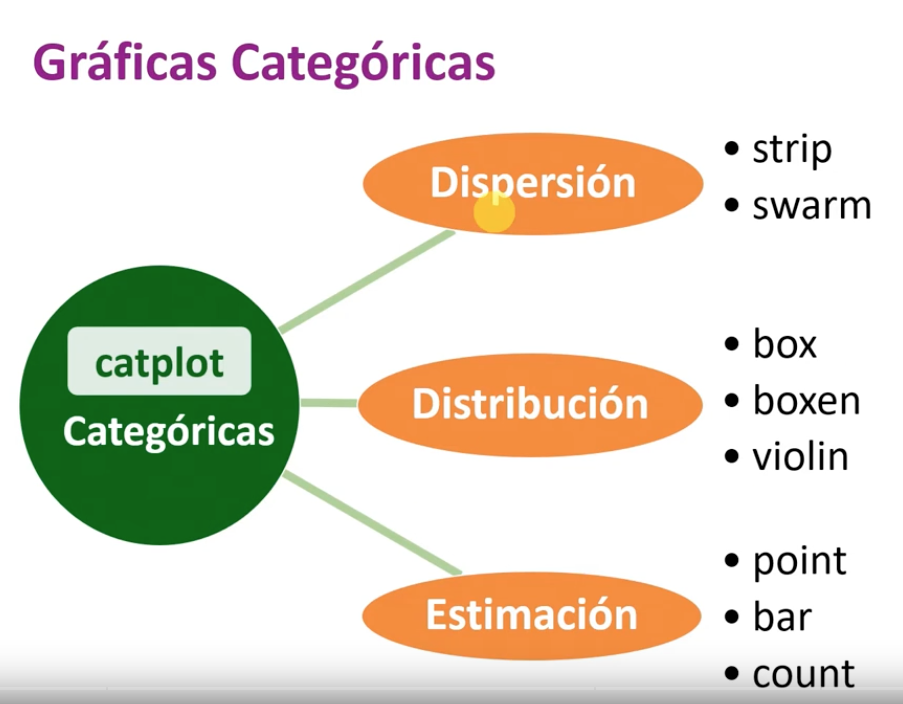 Gráficas Categóricas
catplot
Categóricas
Dispersión
• strip
• swarm
Distribución
• box
• boxen
• violin
Estimación
• point
• bar
• count